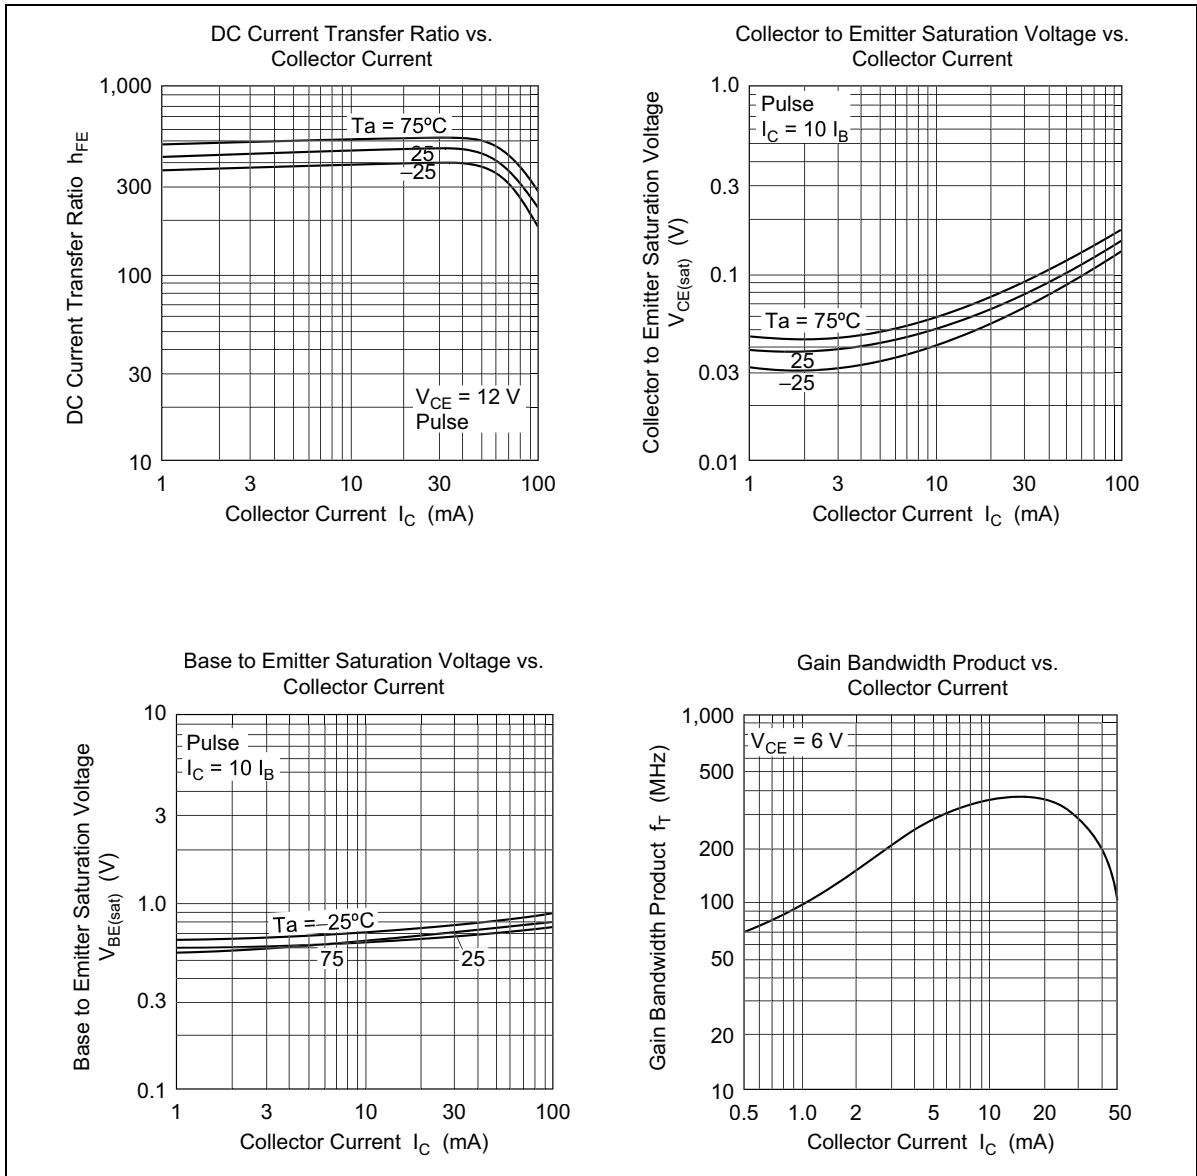 DC Current Transfer Ratio vs.
Collector Current
DC Current Transfer Ratio hFE
1,000
300
100
30
10
Ta = 75ºC
25
–25
VCE = 12 V
Pulse
1 3 10 30 100
Collector Current IC (mA)
Collector to Emitter Saturation Voltage vs.
Collector Current
Collector to Emitter Saturation Voltage
VCE(sat) (V)
1.0
0.3
0.1
0.03
0.01
Pulse
IC = 10 IB
Ta = 75ºC
25
–25
1 3 10 30 100
Collector Current IC (mA)
Base to Emitter Saturation Voltage vs.
Collector Current
Base to Emitter Saturation Voltage
VBE(sat) (V)
10
3
1.0
0.3
0.1
Pulse
IC = 10 IB
Ta = –25ºC
75 25
1 3 10 30 100
Collector Current IC (mA)
Gain Bandwidth Product vs.
Collector Current
Gain Bandwidth Product fT (MHz)
1,000
500
200
100
50
20
10
VCE = 6 V
0.5 1.0 2 5 10 20 50
Collector Current IC (mA)